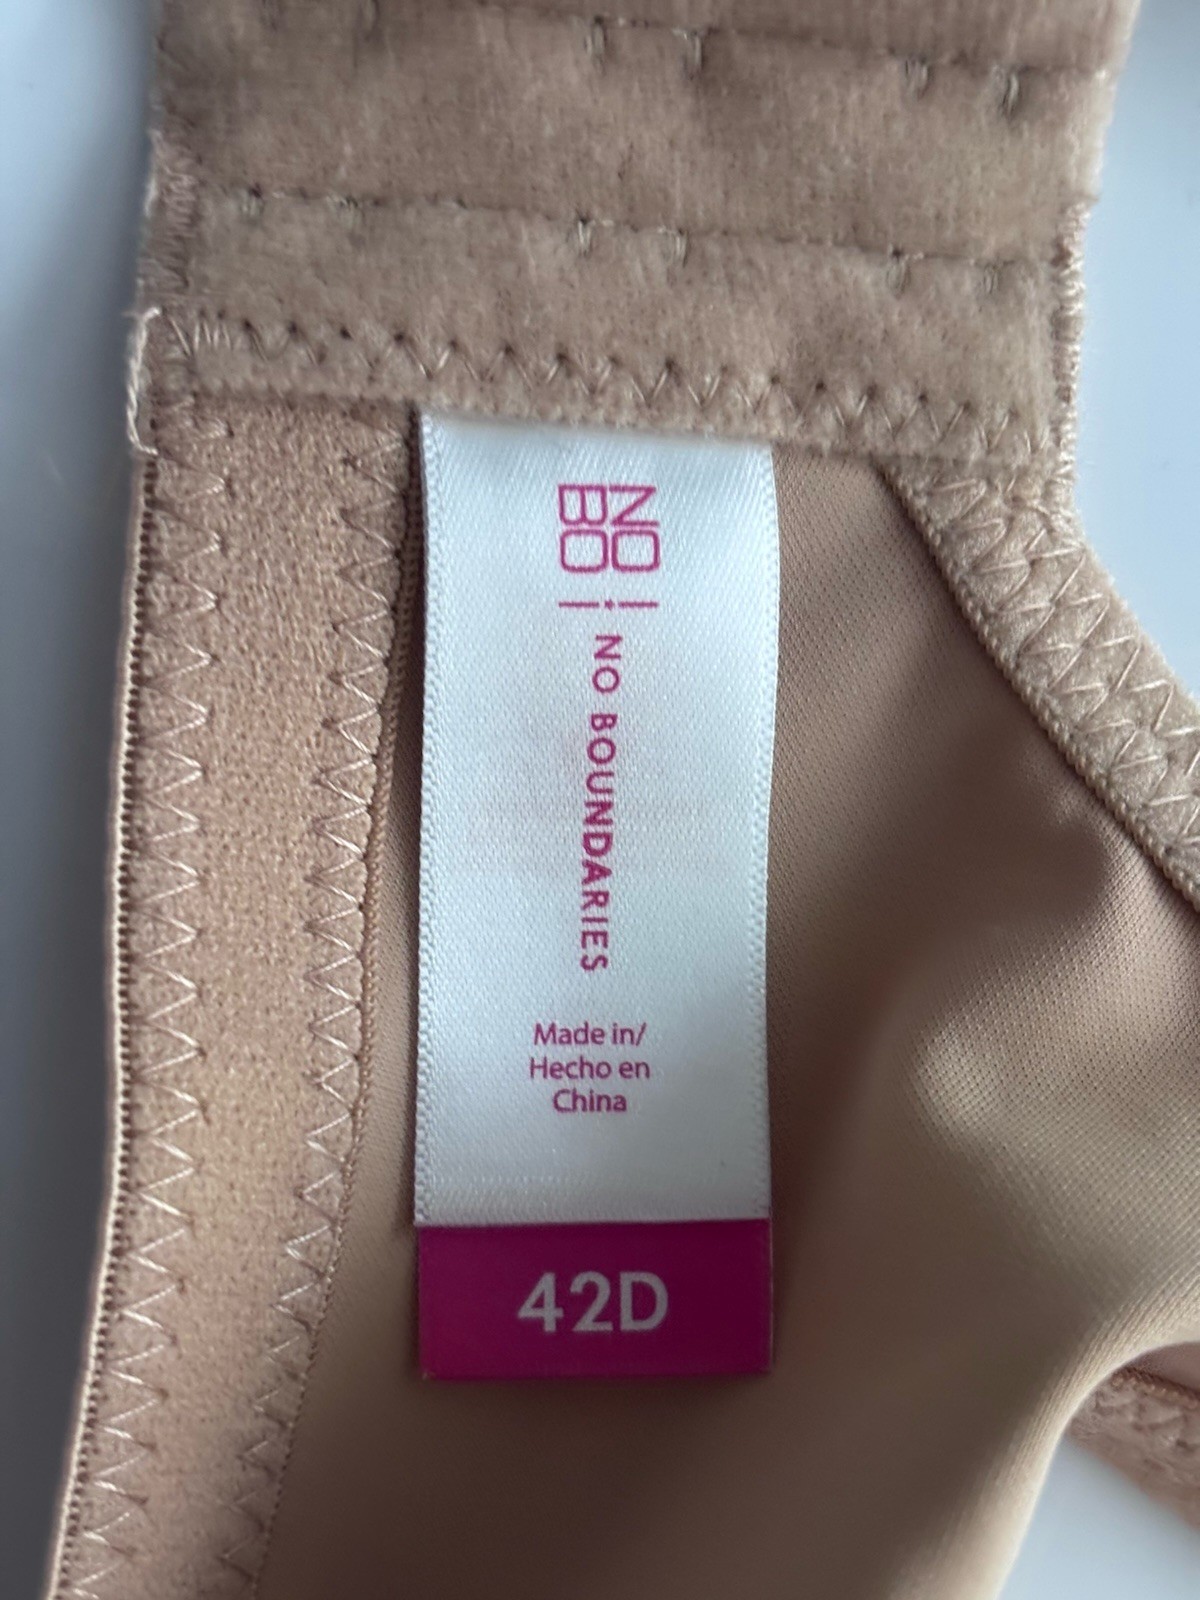 NO
BO
NO BOUNDARIES
Made in/
Hecho en
China
42D